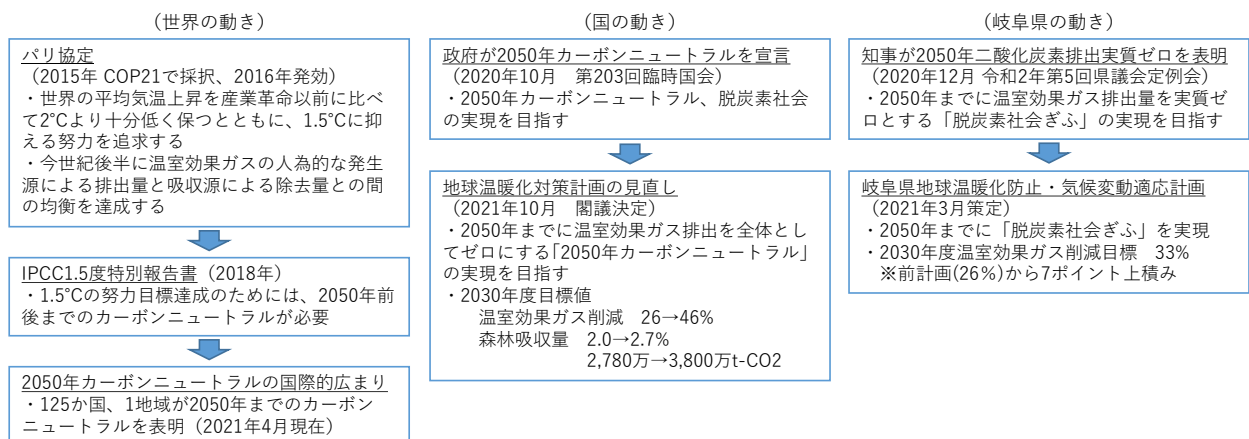 （世界の動き）
パリ協定
（2015年 COP21で採択、2016年発効）
・世界の平均気温上昇を産業革命以前に比べ
て2℃より十分低く保つとともに、1.5℃に抑
える努力を追求する
・今世紀後半に温室効果ガスの人為的な発生
源による排出量と吸収源による除去量との間
の均衡を達成する
IPCC1.5度特別報告書（2018年）
・1.5℃の努力目標達成のためには、2050年前
後までのカーボンニュートラルが必要
2050年カーボンニュートラルの国際的広まり
・125か国、1地域が2050年までのカーボン
ニュートラルを表明（2021年4月現在）
（国の動き）
政府が2050年カーボンニュートラルを宣言
（2020年10月　第203回臨時国会）
・2050年カーボンニュートラル、脱炭素社会
の実現を目指す
地球温暖化対策計画の見直し
（2021年10月　閣議決定）
・2050年までに温室効果ガス排出を全体とし
てゼロにする「2050年カーボンニュートラル」
の実現を目指す
・2030年度目標値
温室効果ガス削減　26→46%
森林吸収量　2.0→2.7%
2,780万→3,800万t-CO2
（岐阜県の動き）
知事が2050年二酸化炭素排出実質ゼロを表明
（2020年12月 令和2年第5回県議会定例会）
・2050年までに温室効果ガス排出量を実質ゼ
ロとする「脱炭素社会ぎふ」の実現を目指す
岐阜県地球温暖化防止・気候変動適応計画
（2021年3月策定）
・2050年までに「脱炭素社会ぎふ」を実現
・2030年度温室効果ガス削減目標　33%
※前計画(26%)から7ポイント上積み